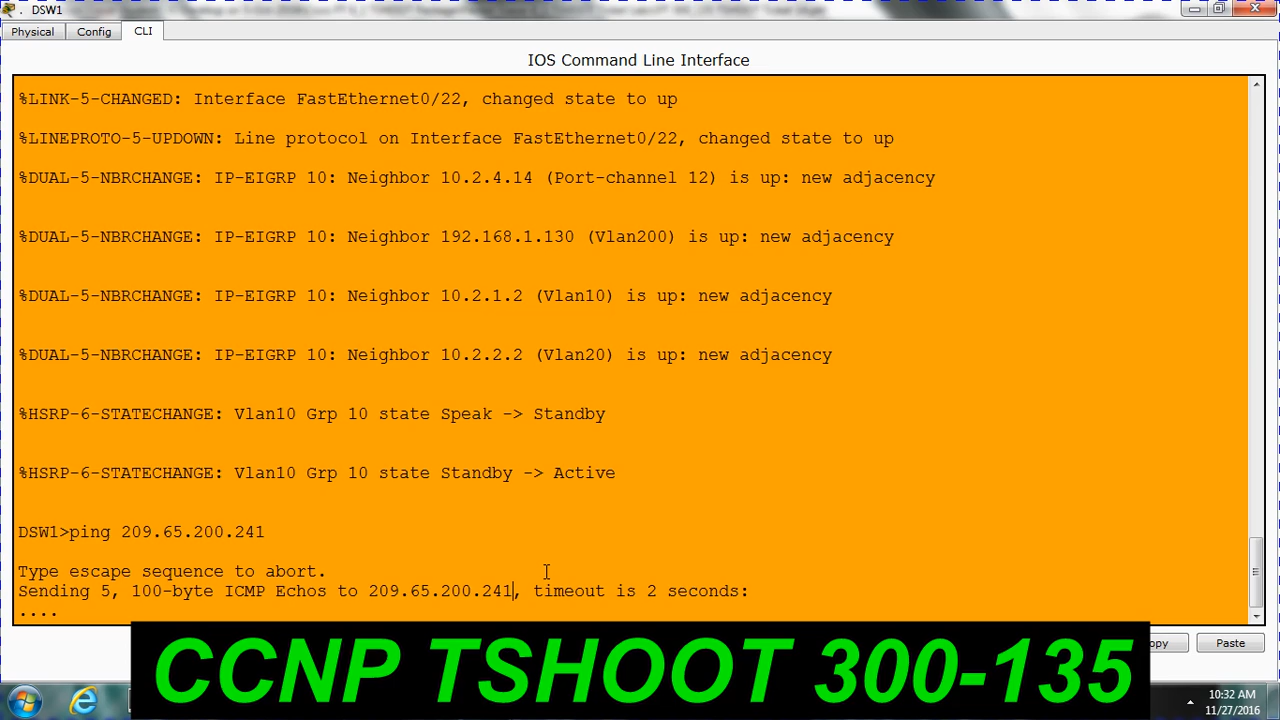 DSW1
Physical Config CLI
IOS Command Line Interface
%LINK-5-CHANGED: Interface FastEthernet0/22, changed state to up
%LINEPROTO-5-UPDOWN: Line protocol on Interface FastEthernet0/22, changed state to up
%DUAL-5-NBRCHANGE: IP-EIGRP 10: Neighbor 10.2.4.14 (Port-channel 12) is up: new adjacency
%DUAL-5-NBRCHANGE: IP-EIGRP 10: Neighbor 192.168.1.130 (Vlan200) is up: new adjacency
%DUAL-5-NBRCHANGE: IP-EIGRP 10: Neighbor 10.2.1.2 (Vlan10) is up: new adjacency
%DUAL-5-NBRCHANGE: IP-EIGRP 10: Neighbor 10.2.2.2 (Vlan20) is up: new adjacency
%HSRP-6-STATECHANGE: Vlan10 Grp 10 state Speak -> Standby
%HSRP-6-STATECHANGE: Vlan10 Grp 10 state Standby -> Active
DSW1>ping 209.65.200.241
Type escape sequence to abort.
Sending 5, 100-byte ICMP Echos to 209.65.200.241, timeout is 2 seconds:
....
opy Paste
CCNP TSHOOT 300-135
10:32 AM
11/27/2016